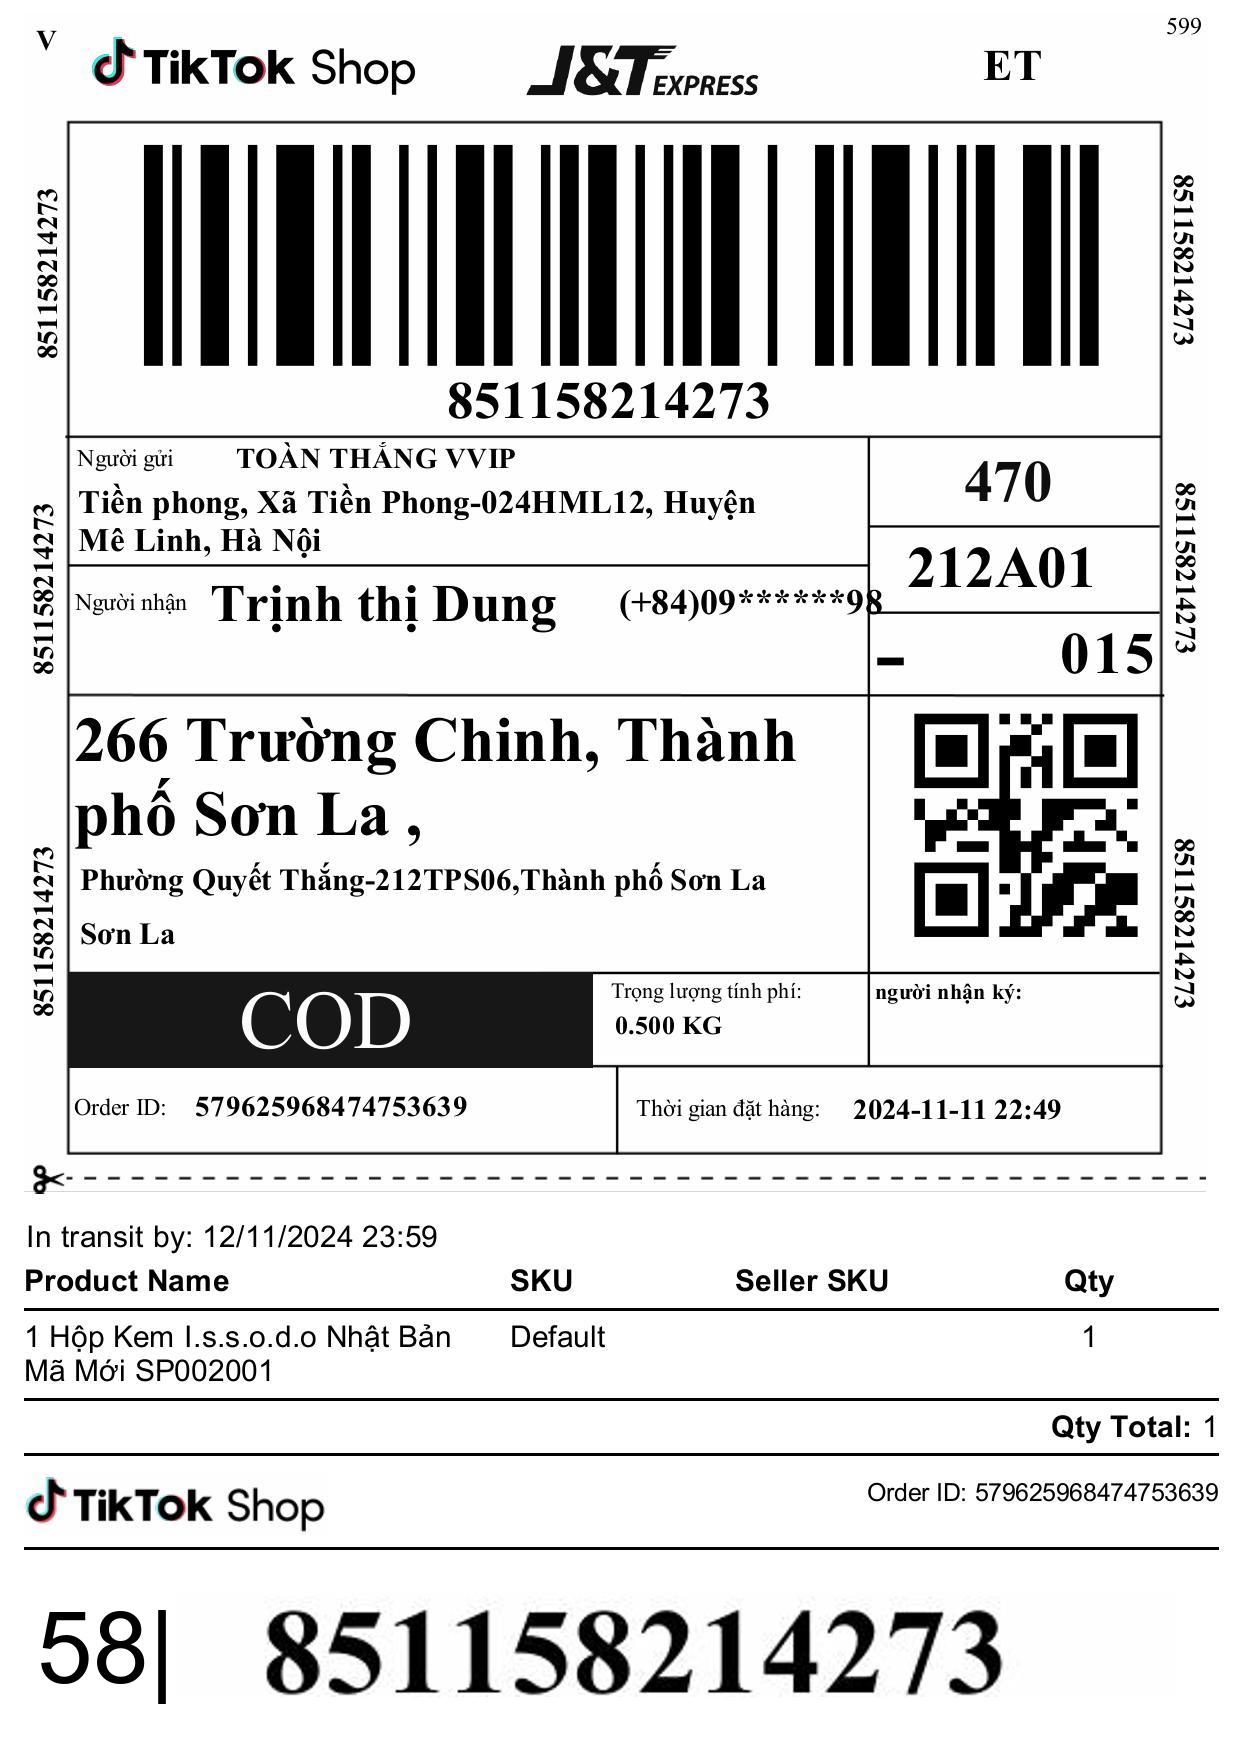 599
V
TikTok Shop
J&T EXPRESS
ET
851158214273
851158214273
851158214273
Người gửi TOÀN THẮNG VVIP
Tiền phong, Xã Tiền Phong-024HML12, Huyện
Mê Linh, Hà Nội
470
212A01
Người nhận Trịnh thị Dung (+84)09******98
- 015
851158214273
851158214273
266 Trường Chinh, Thành
phố Sơn La ,
Phường Quyết Thắng-212TPS06,Thành phố Sơn La
Sơn La
851158214273
851158214273
COD
Trọng lượng tính phí:
0.500 KG
người nhận ký:
Order ID: 579625968474753639
Thời gian đặt hàng: 2024-11-11 22:49
In transit by: 12/11/2024 23:59
Product Name SKU Seller SKU Qty
1 Hộp Kem I.s.s.o.d.o Nhật Bản Default 1
Mã Mới SP002001
Qty Total: 1
TikTok Shop
Order ID: 579625968474753639
58| 851158214273